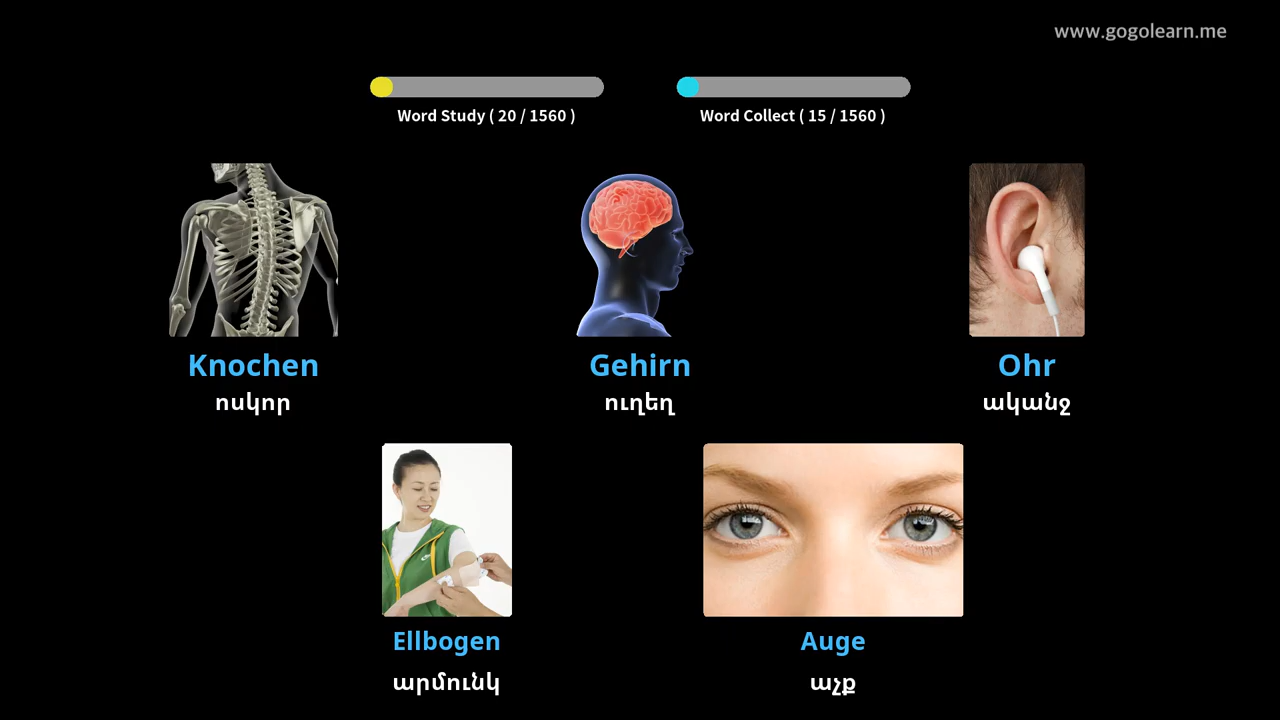 www.gogolearn.me
Word Study ( 20 / 1560 )
Word Collect ( 15 / 1560 )
Knochen
ոսկոր
Gehirn
ուղեղ
Ohr
ականջ
Ellbogen
արմունկ
Auge
աչք